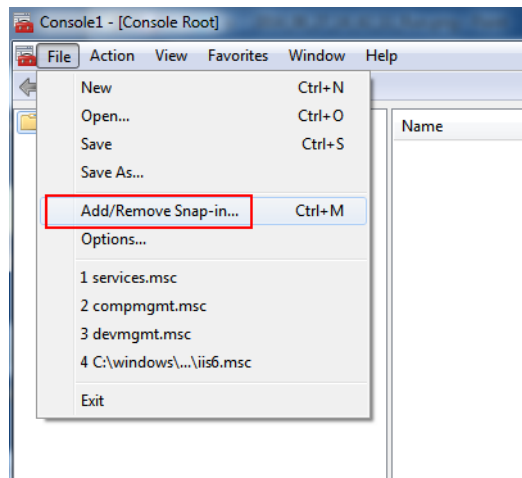 Console1 - [Console Root]
File Action View Favorites Window Help
New Ctrl+N
Open... Ctrl+O
Save Ctrl+S
Save As...
Name
Add/Remove Snap-in... Ctrl+M
Options...
1 services.msc
2 compmgmt.msc
3 devmgmt.msc
4 C:\windows\...\iis6.msc
Exit